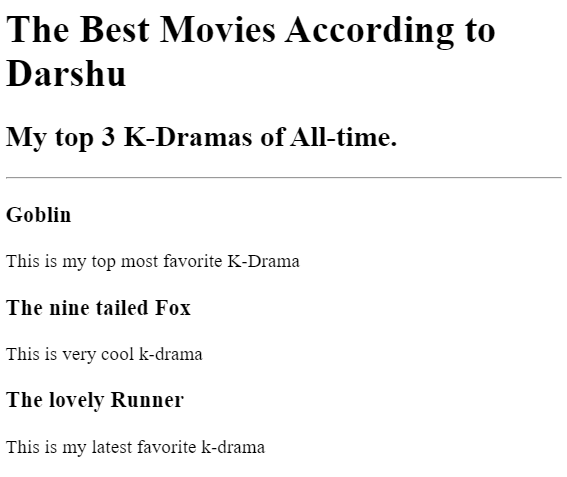 The Best Movies According to
Darshu
My top 3 K-Dramas of All-time.
Goblin
This is my top most favorite K-Drama
The nine tailed Fox
This is very cool k-drama
The lovely Runner
This is my latest favorite k-drama